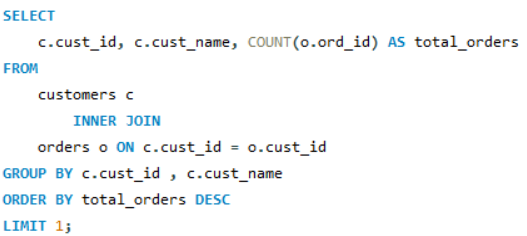 SELECT
    c.cust_id, c.cust_name, COUNT(o.ord_id) AS total_orders
FROM
    customers c
        INNER JOIN
    orders o ON c.cust_id = o.cust_id
GROUP BY c.cust_id , c.cust_name
ORDER BY total_orders DESC
LIMIT 1;